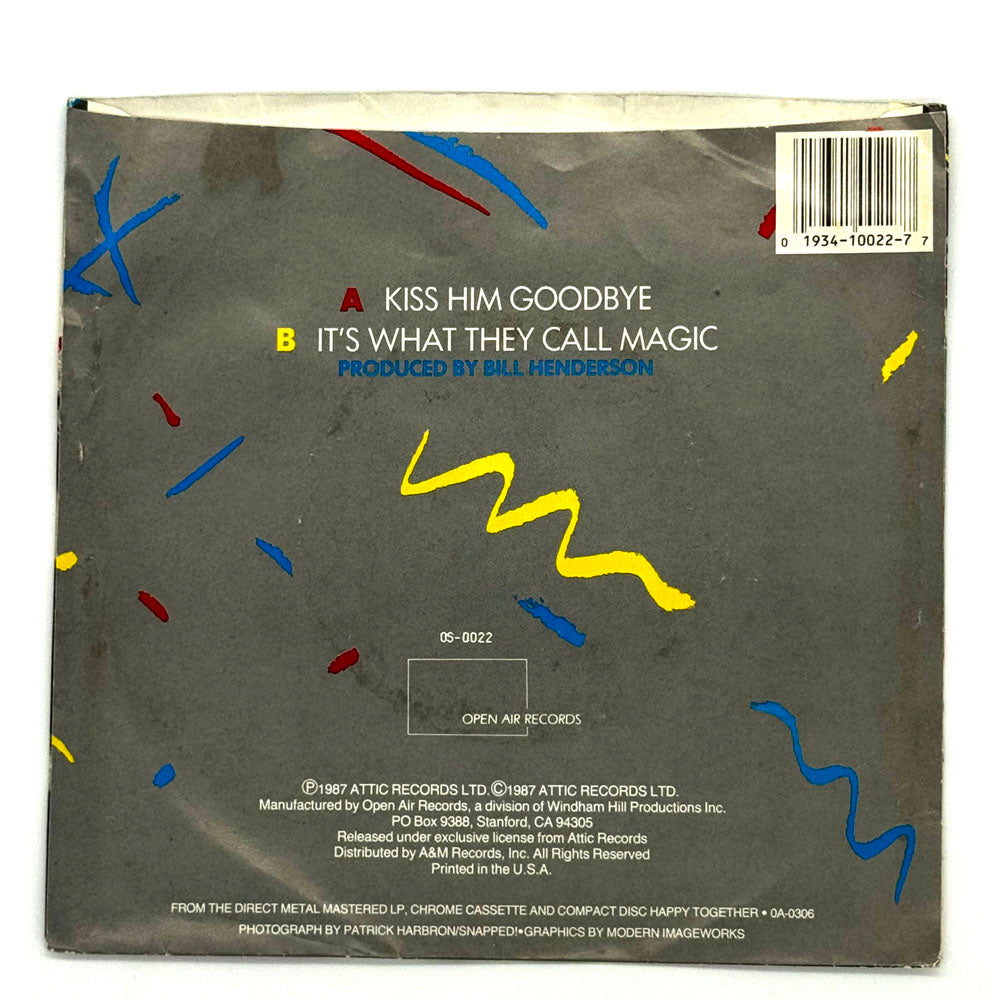 0 1934-10022-7 7
A KISS HIM GOODBYE
B IT'S WHAT THEY CALL MAGIC
PRODUCED BY BILL HENDERSON
OS-0022
OPEN AIR RECORDS
Ⓟ1987 ATTIC RECORDS LTD. ©1987 ATTIC RECORDS LTD.
Manufactured by Open Air Records, a division of Windham Hill Productions Inc.
PO Box 9388, Stanford, CA 94305
Released under exclusive license from Attic Records
Distributed by A&M Records, Inc. All Rights Reserved
Printed in the U.S.A.
FROM THE DIRECT METAL MASTERED LP, CHROME CASSETTE AND COMPACT DISC HAPPY TOGETHER • 0A-0306
PHOTOGRAPH BY PATRICK HARBRON/SNAPPED!•GRAPHICS BY MODERN IMAGEWORKS